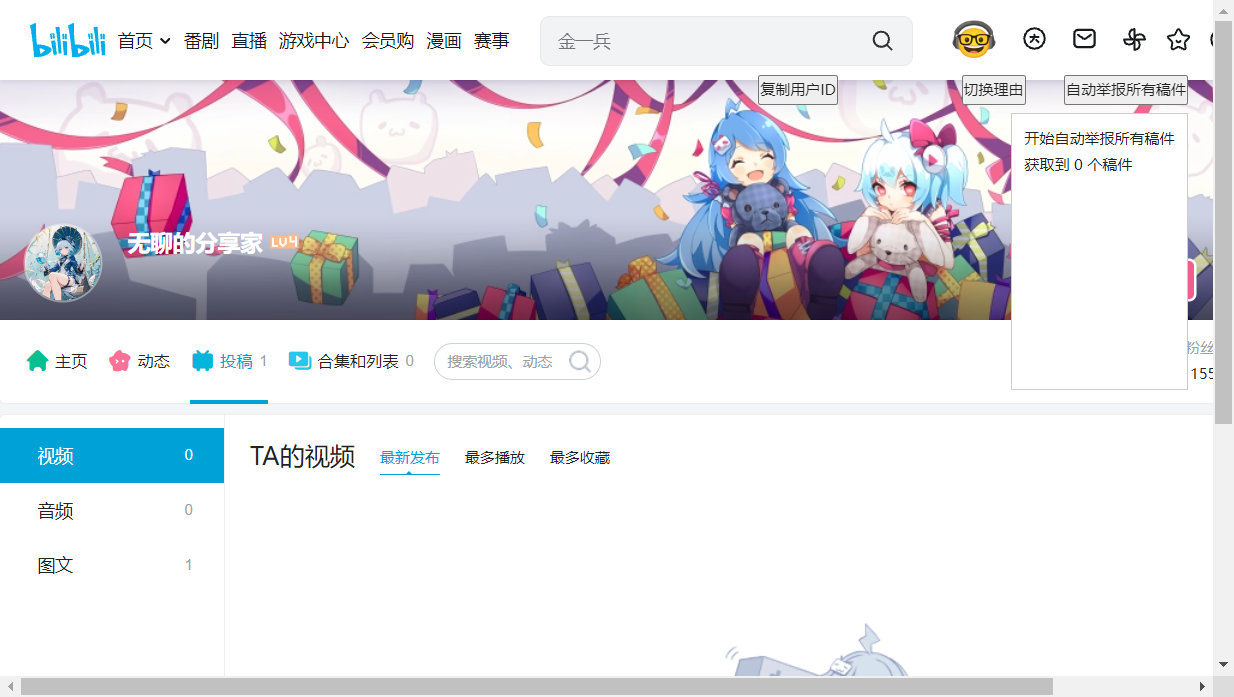 bilibili 首页 番剧 直播 游戏中心 会员购 漫画 赛事 金一兵
复制用户ID 切换理由 自动举报所有稿件
开始自动举报所有稿件
获取到 0 个稿件
无聊的分享家 LV4
主页 动态 投稿 1 合集和列表 0 搜索视频、动态 粉丝
155
视频 0
TA的视频 最新发布 最多播放 最多收藏
音频 0
图文 1